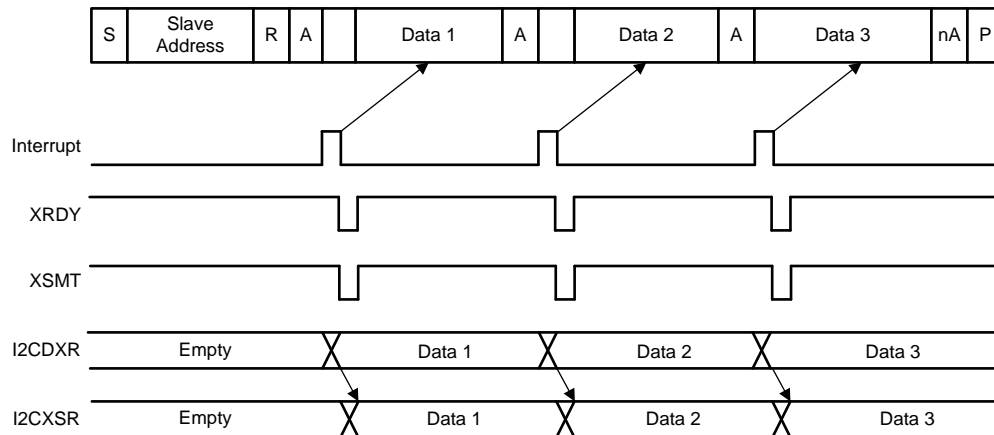 S
Slave
Address
R
A
Data 1
A
Data 2
A
Data 3
nA
P
Interrupt
XRDY
XSMT
I2CDXR
Empty
Data 1
Data 2
Data 3
I2CXSR
Empty
Data 1
Data 2
Data 3